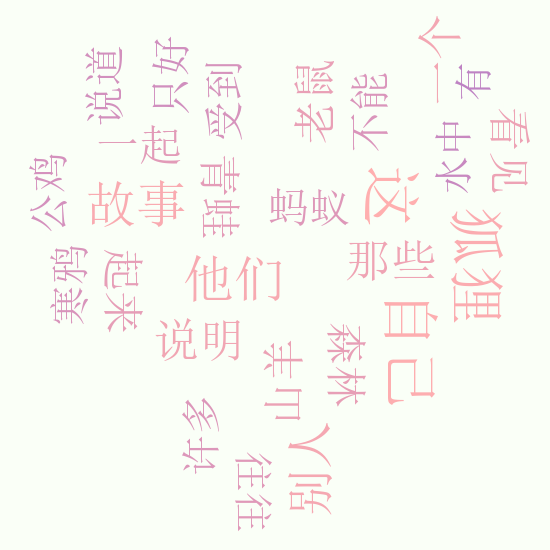 一个
有
看见
水中
老鼠
不能
说道
只好
受到
一起
公鸡
故事
蚂蚁
这
狐狸
寒鸦
起来
他们
那些
自己
说明
山羊
森林
许多
往往
别人